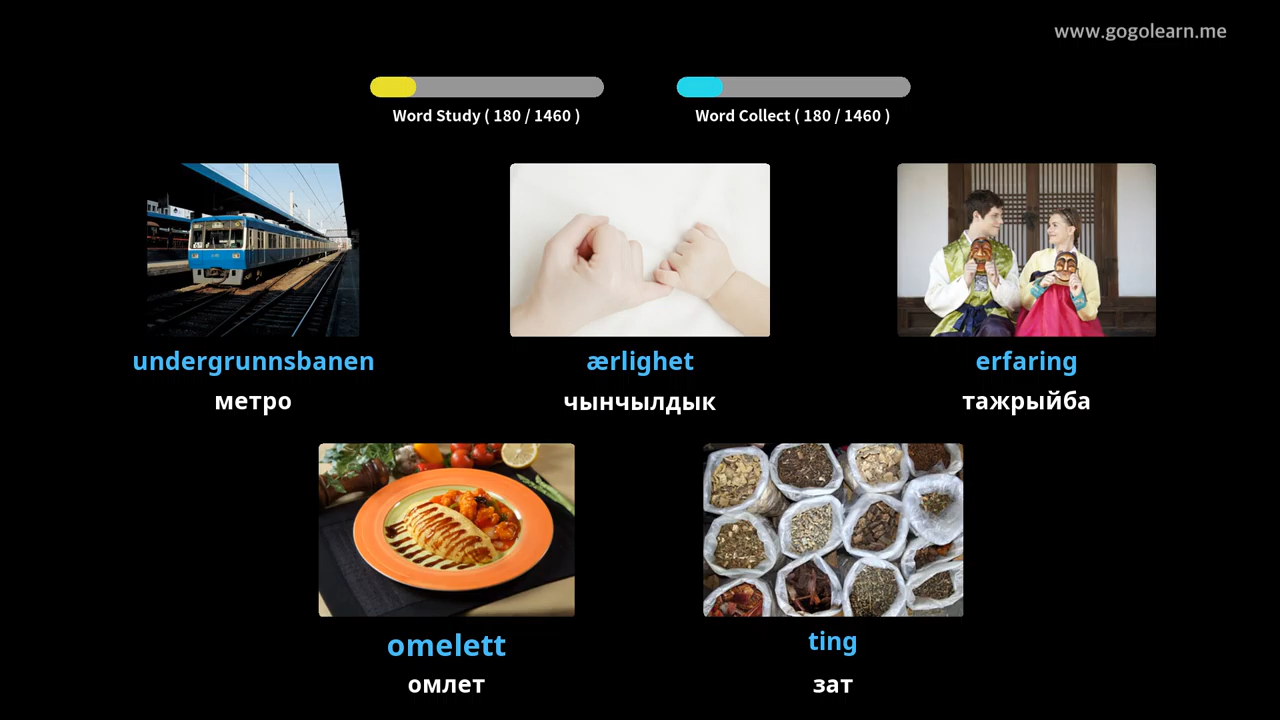 www.gogolearn.me
Word Study ( 180 / 1460 )
Word Collect ( 180 / 1460 )
undergrunnsbanen
метро
ærlighet
чынчылдык
erfaring
тажрыйба
omelett
омлет
ting
зат